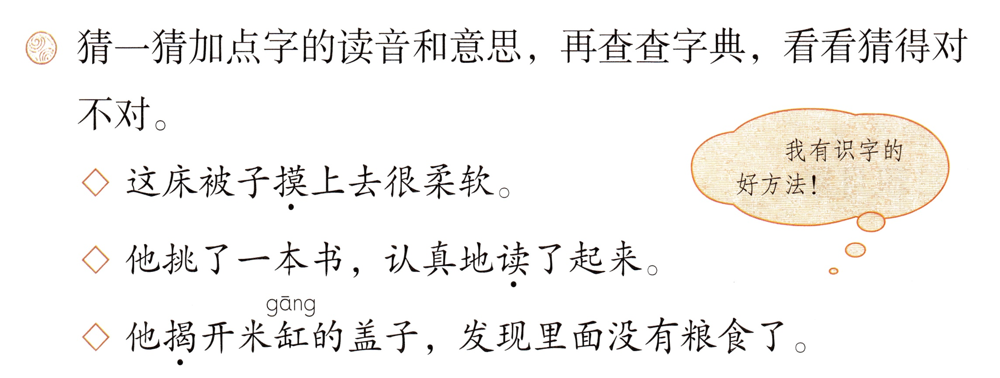 猜一猜加点字的读音和意思，再查查字典，看看猜得对
不对。
我有识字的
好方法！
这床被子摸上去很柔软。
他挑了一本书，认真地读了起来。
gāng
他揭开米缸的盖子，发现里面没有粮食了。